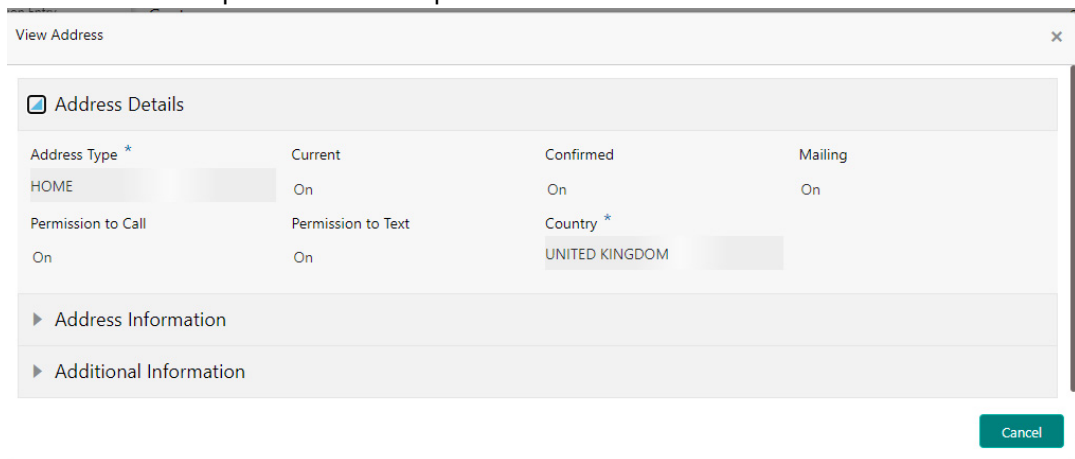 View Address ×
Address Details
Address Type * Current Confirmed Mailing
HOME On On On
Permission to Call Permission to Text Country *
On On UNITED KINGDOM
Address Information
Additional Information
Cancel